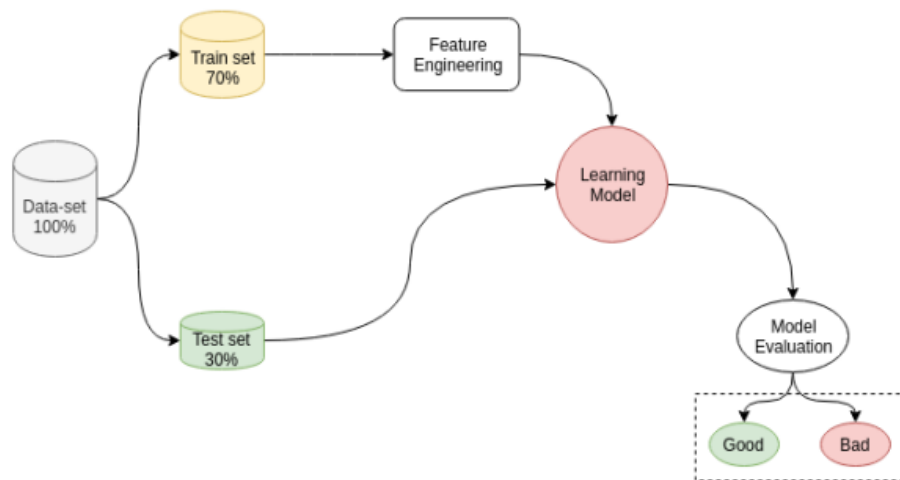 Train set
70%
Feature
Engineering
Learning
Model
Data-set
100%
Test set
30%
Model
Evaluation
Good
Bad